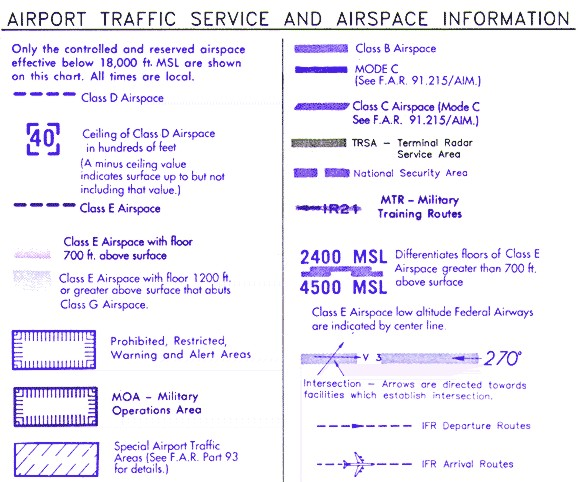 AIRPORT TRAFFIC SERVICE AND AIRSPACE INFORMATION
Only the controlled and reserved airspace
effective below 18,000 ft. MSL are shown
on this chart. All times are local.
Class D Airspace
40
Ceiling of Class D Airspace
in hundreds of feet
(A minus ceiling value
indicates surface up to but not
including that value.)
Class E Airspace
Class E Airspace with floor
700 ft. above surface
Class E Airspace with floor 1200 ft.
or greater above surface that abuts
Class G Airspace.
Prohibited, Restricted,
Warning and Alert Areas
MOA - Military
Operations Area
Special Airport Traffic
Areas (See F.A.R. Part 93
for details.)
Class B Airspace
MODE C
(See F.A.R. 91.215/AIM.)
Class C Airspace (Mode C
See F.A.R. 91.215/AIM.)
TRSA - Terminal Radar
Service Area
National Security Area
IR21
MTR - Military
Training Routes
2400 MSL
4500 MSL
Differentiates floors of Class E
Airspace greater than 700 ft.
above surface
Class E Airspace low altitude Federal Airways
are indicated by center line.
V 3
270°
Intersection - Arrows are directed towards
facilities which establish intersection.
IFR Departure Routes
IFR Arrival Routes